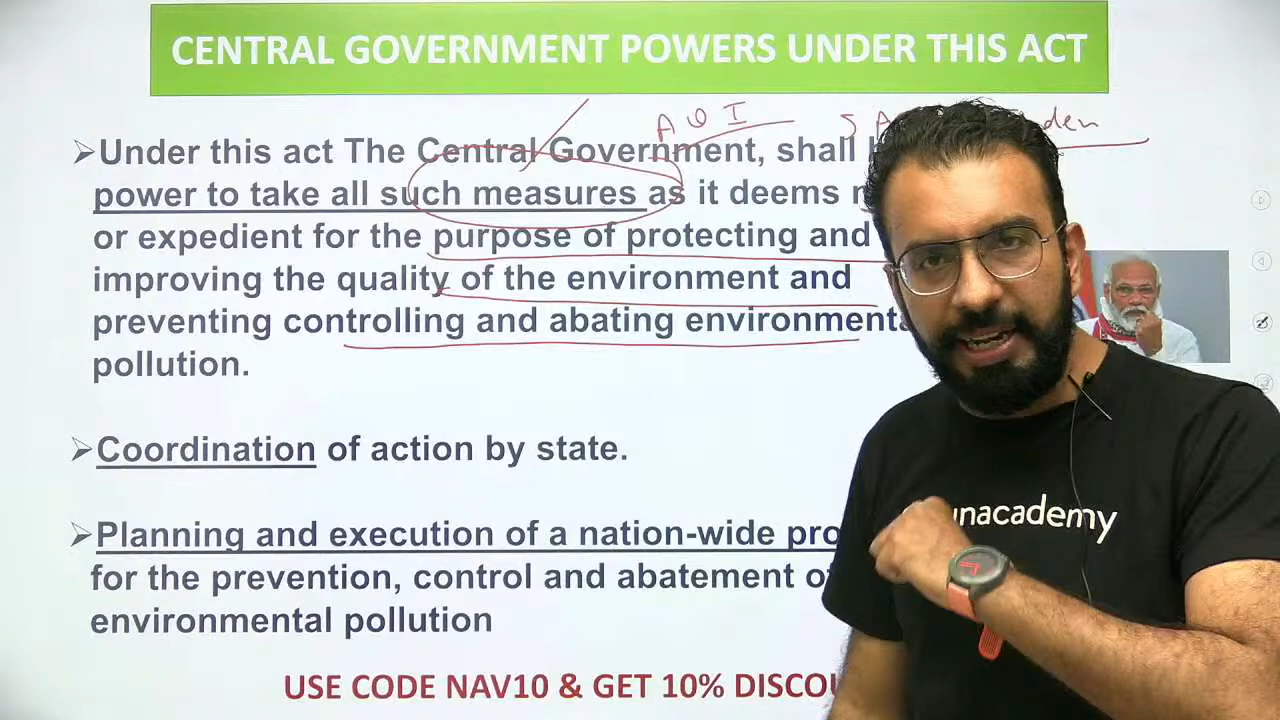 CENTRAL GOVERNMENT POWERS UNDER THIS ACT
AQI
➢Under this act The Central Government, shall
power to take all such measures as it deems
or expedient for the purpose of protecting and
improving the quality of the environment and
preventing controlling and abating
pollution.
➢Coordination of action by state.
➢Planning and execution of a nation-wide
for the prevention, control and abatement
environmental pollution
USE CODE NAV10 & GET 10%
unacademy